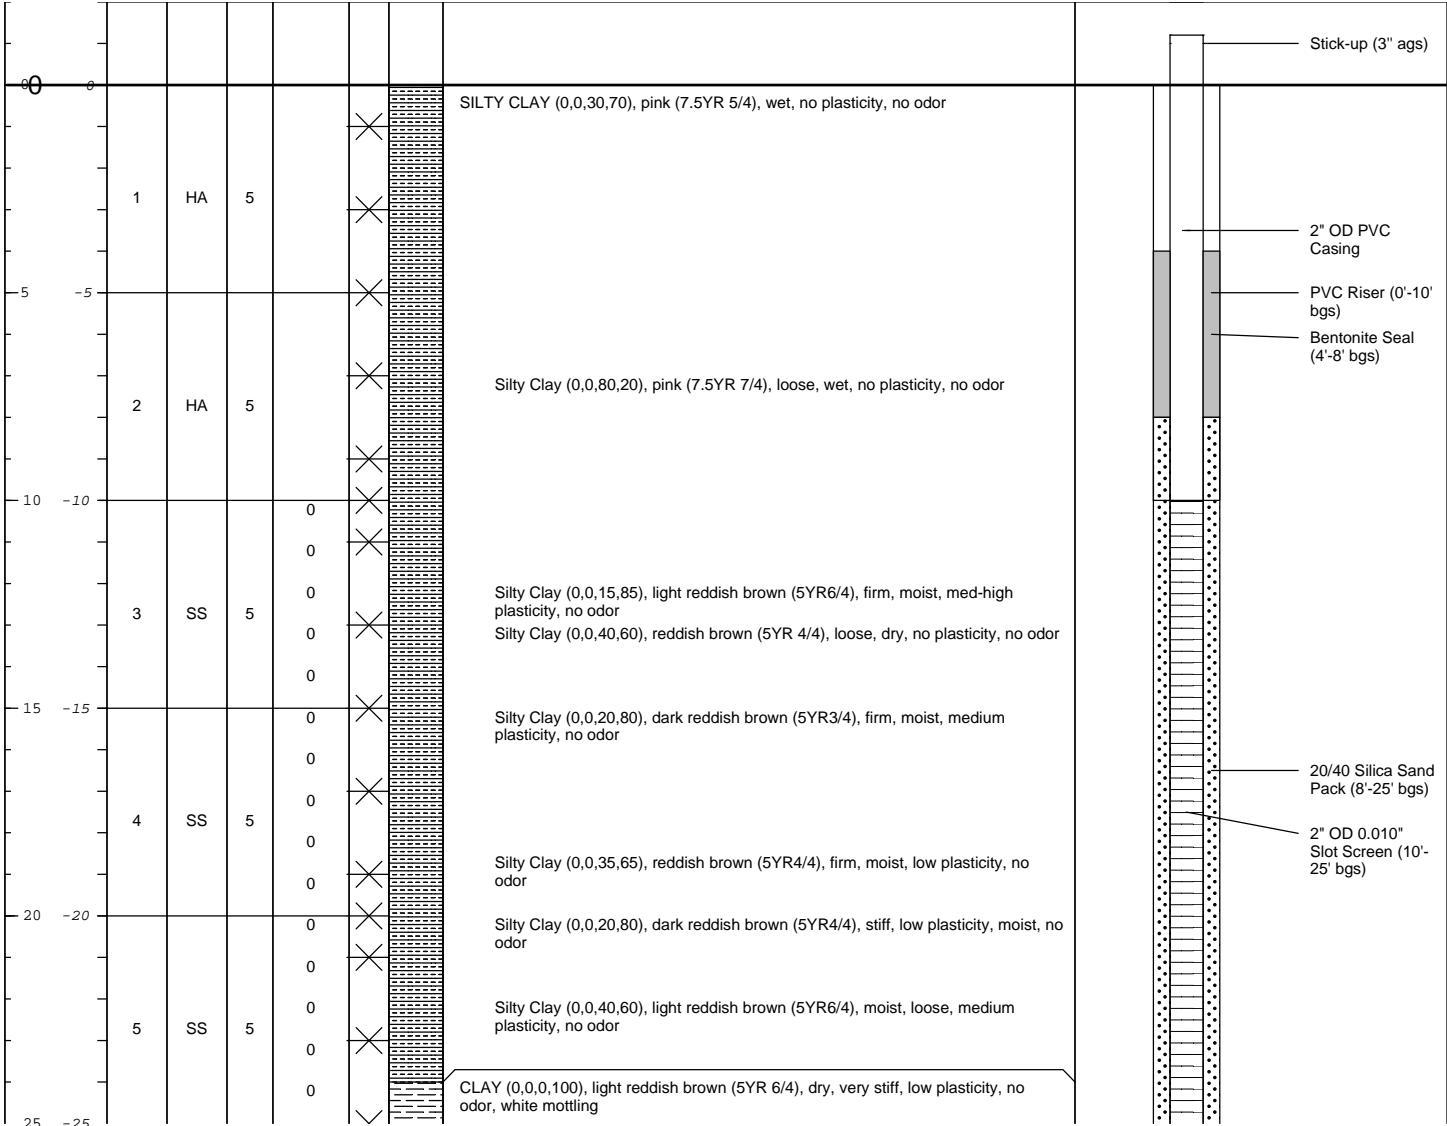 Stick-up (3" ags)
0 0 0
SILTY CLAY (0,0,30,70), pink (7.5YR 5/4), wet, no plasticity, no odor
1 HA 5
2" OD PVC
Casing
5 -5
PVC Riser (0'-10'
bgs)
Bentonite Seal
(4'-8' bgs)
Silty Clay (0,0,80,20), pink (7.5YR 7/4), loose, wet, no plasticity, no odor
2 HA 5
10 -10
0
0
0
Silty Clay (0,0,15,85), light reddish brown (5YR6/4), firm, moist, med-high
plasticity, no odor
3 SS 5
0
Silty Clay (0,0,40,60), reddish brown (5YR 4/4), loose, dry, no plasticity, no odor
0
15 -15
0
Silty Clay (0,0,20,80), dark reddish brown (5YR3/4), firm, moist, medium
plasticity, no odor
0
20/40 Silica Sand
Pack (8'-25' bgs)
0
4 SS 5
2" OD 0.010"
Slot Screen (10'-
25' bgs)
0
Silty Clay (0,0,35,65), reddish brown (5YR4/4), firm, moist, low plasticity, no
odor
0
20 -20
0
Silty Clay (0,0,20,80), dark reddish brown (5YR4/4), stiff, low plasticity, moist, no
odor
0
0
Silty Clay (0,0,40,60), light reddish brown (5YR6/4), moist, loose, medium
plasticity, no odor
5 SS 5
0
0
CLAY (0,0,0,100), light reddish brown (5YR 6/4), dry, very stiff, low plasticity, no
odor, white mottling
25 -25